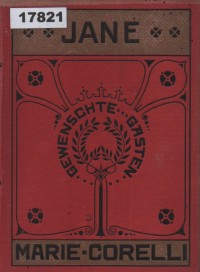 17821
JANE
GEWENSCHTE · GASTEN
MARIE · CORELLI